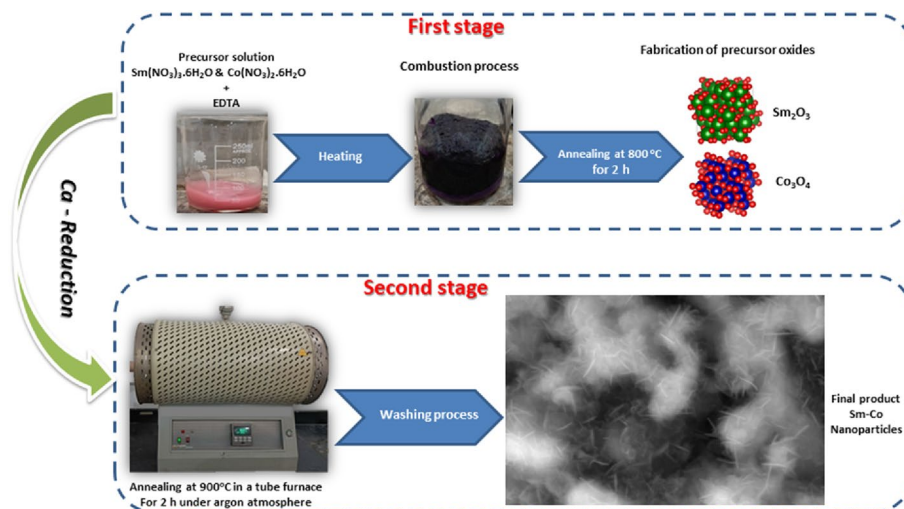 First stage
Precursor solution
Sm(NO₃)₃.6H₂O & Co(NO₃)₂.6H₂O
+
EDTA
250ml
200
Heating
Combustion process
Annealing at 800 °C
for 2 h
Fabrication of precursor oxides
Sm₂O₃
Co₃O₄
Ca - Reduction
Second stage
Annealing at 900°C in a tube furnace
For 2 h under argon atmosphere
Washing process
Final product
Sm-Co
Nanoparticles